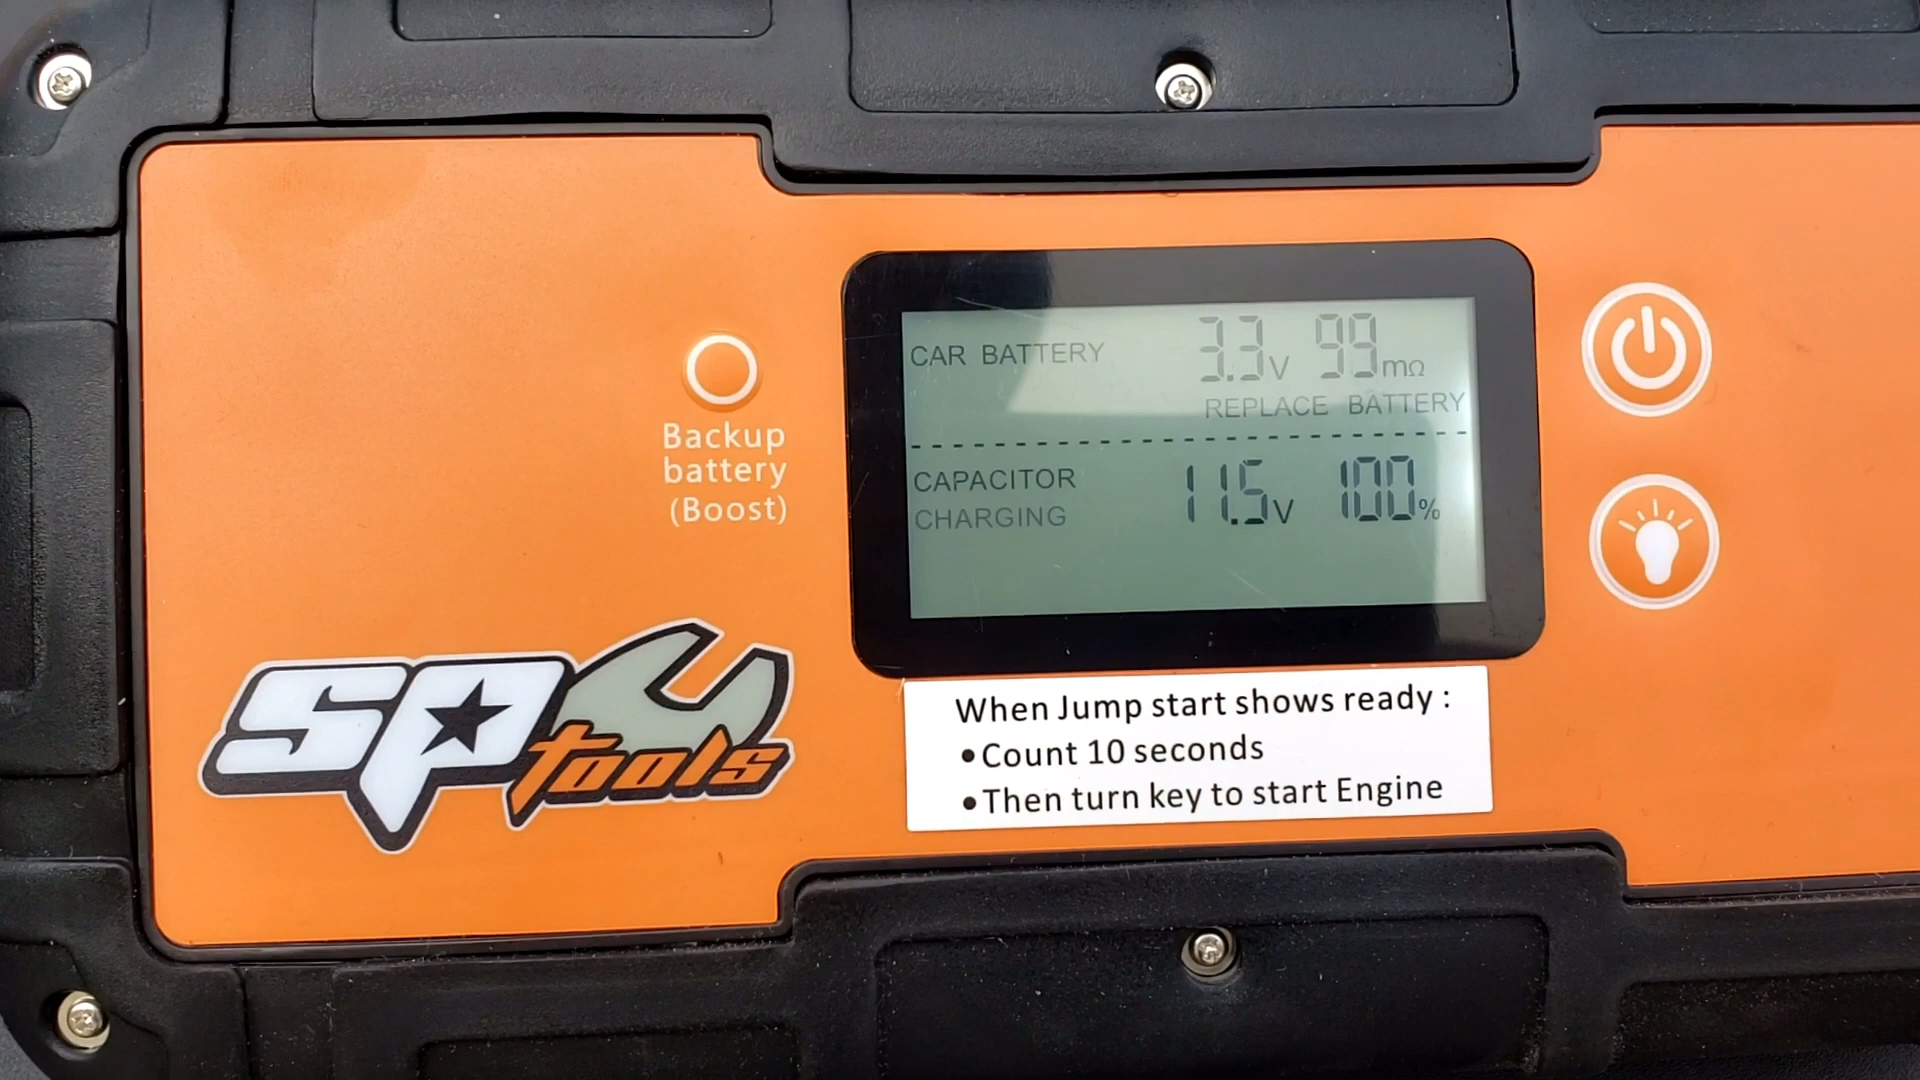 CAR BATTERY 3.3V 99mΩ
REPLACE BATTERY
CAPACITOR 11.5V 100%
CHARGING
Backup
battery
(Boost)
SP tools
When Jump start shows ready :
•Count 10 seconds
•Then turn key to start Engine